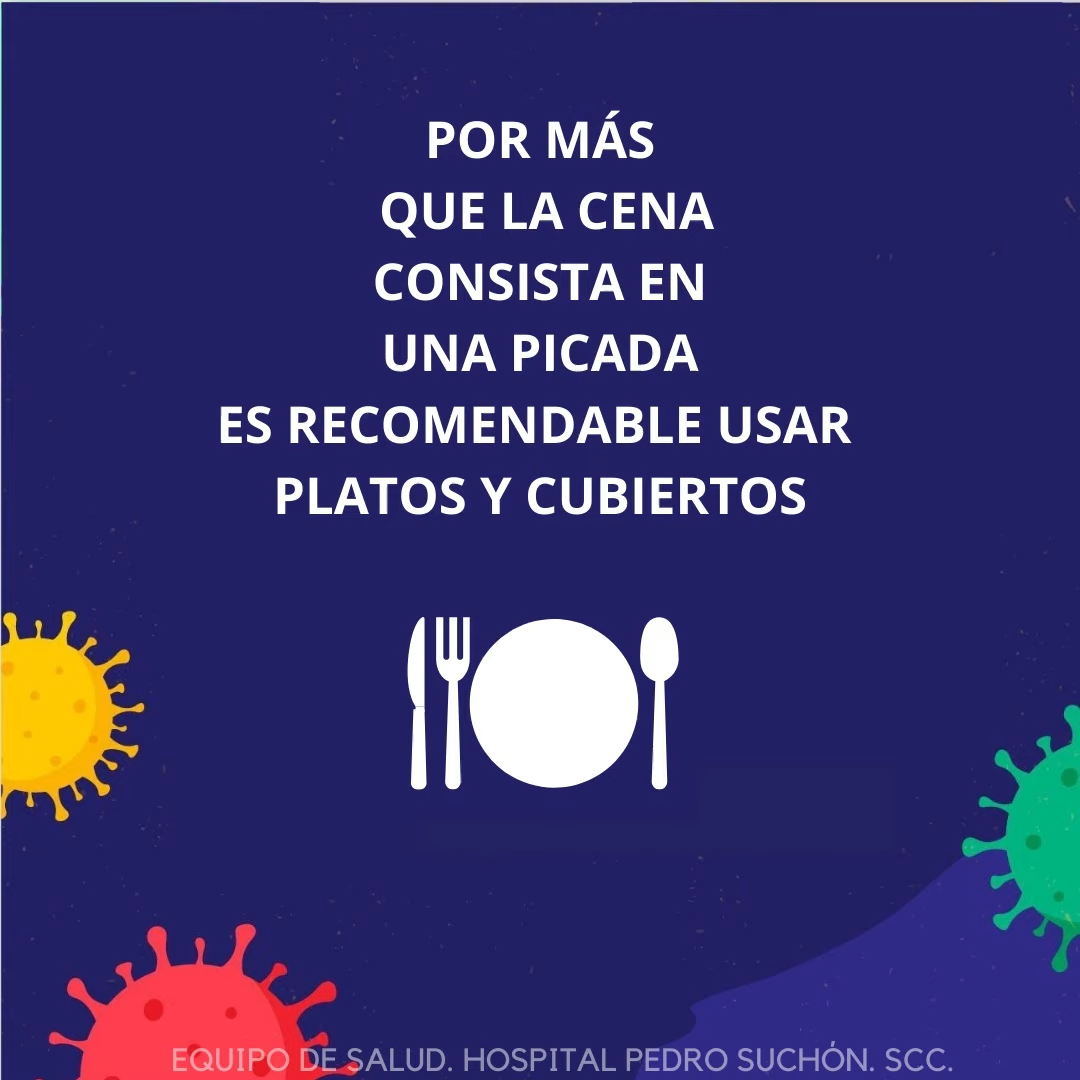 POR MÁS
QUE LA CENA
CONSISTA EN
UNA PICADA
ES RECOMENDABLE USAR
PLATOS Y CUBIERTOS
EQUIPO DE SALUD. HOSPITAL PEDRO SUCHÓN. SCC.